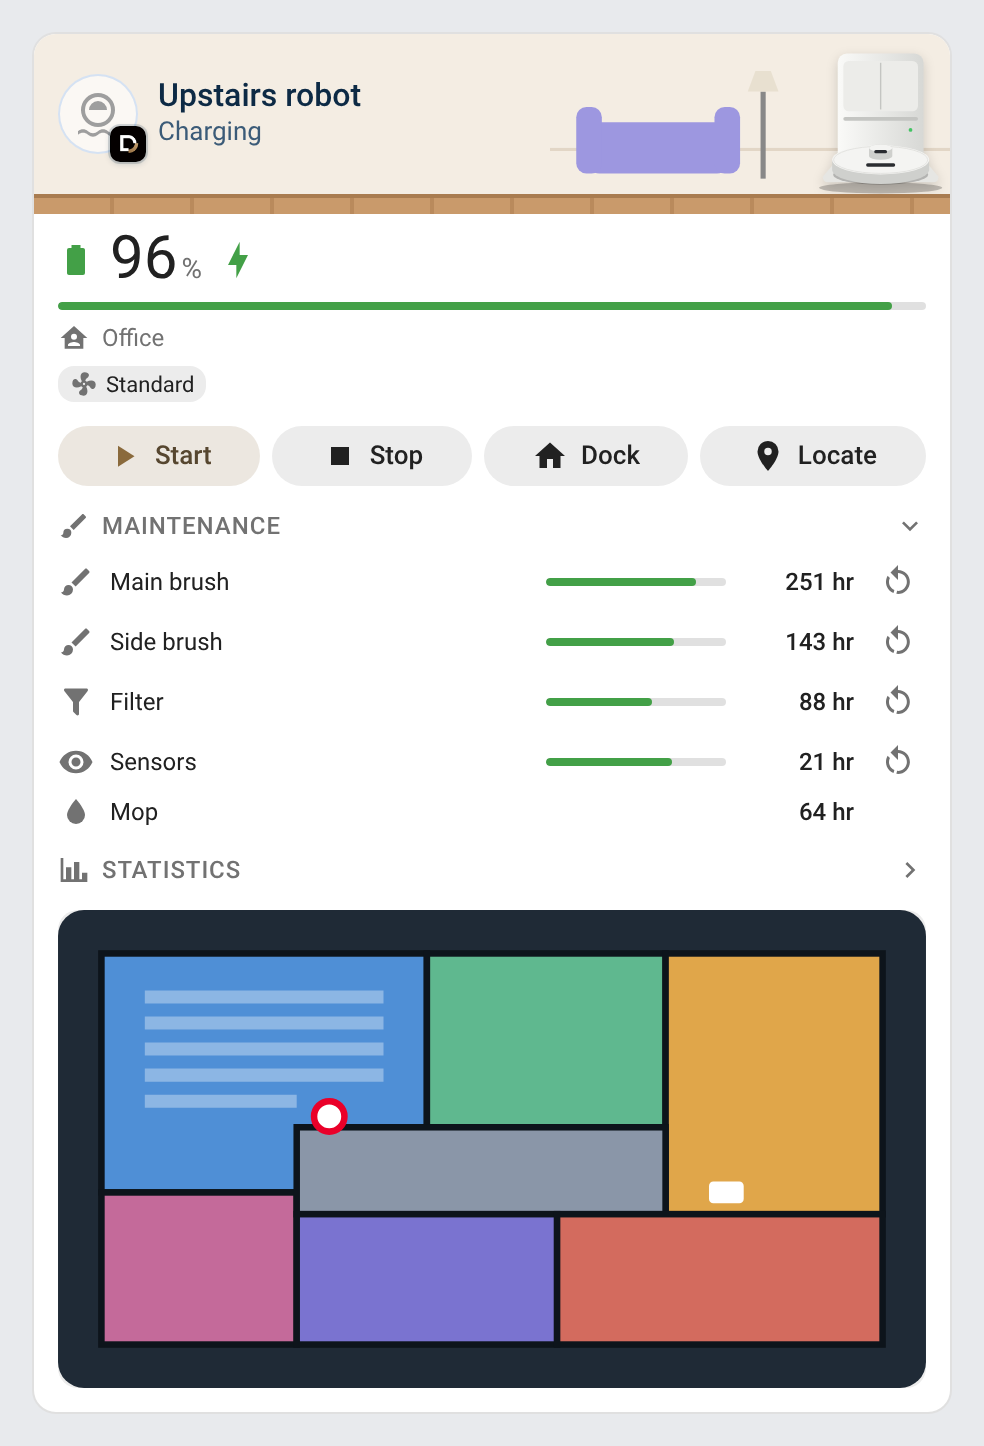 Upstairs robot
Charging
96 %
Office
Standard
Start Stop Dock Locate
MAINTENANCE
Main brush 251 hr
Side brush 143 hr
Filter 88 hr
Sensors 21 hr
Mop 64 hr
STATISTICS